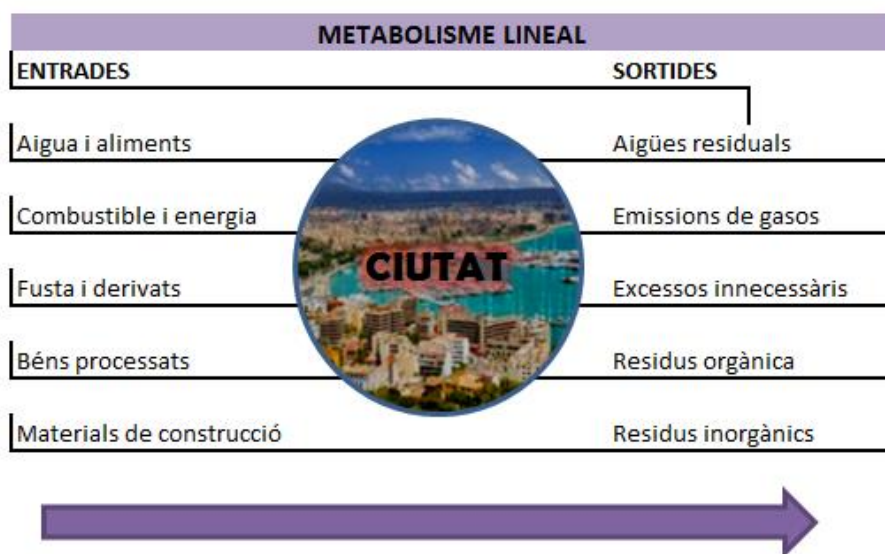 METABOLISME LINEAL
ENTRADES SORTIDES
Aigua i aliments Aigües residuals
Combustible i energia Emissions de gasos
CIUTAT
Fusta i derivats Excessos innecessàris
Béns processats Residus orgànica
Materials de construcció Residus inorgànics